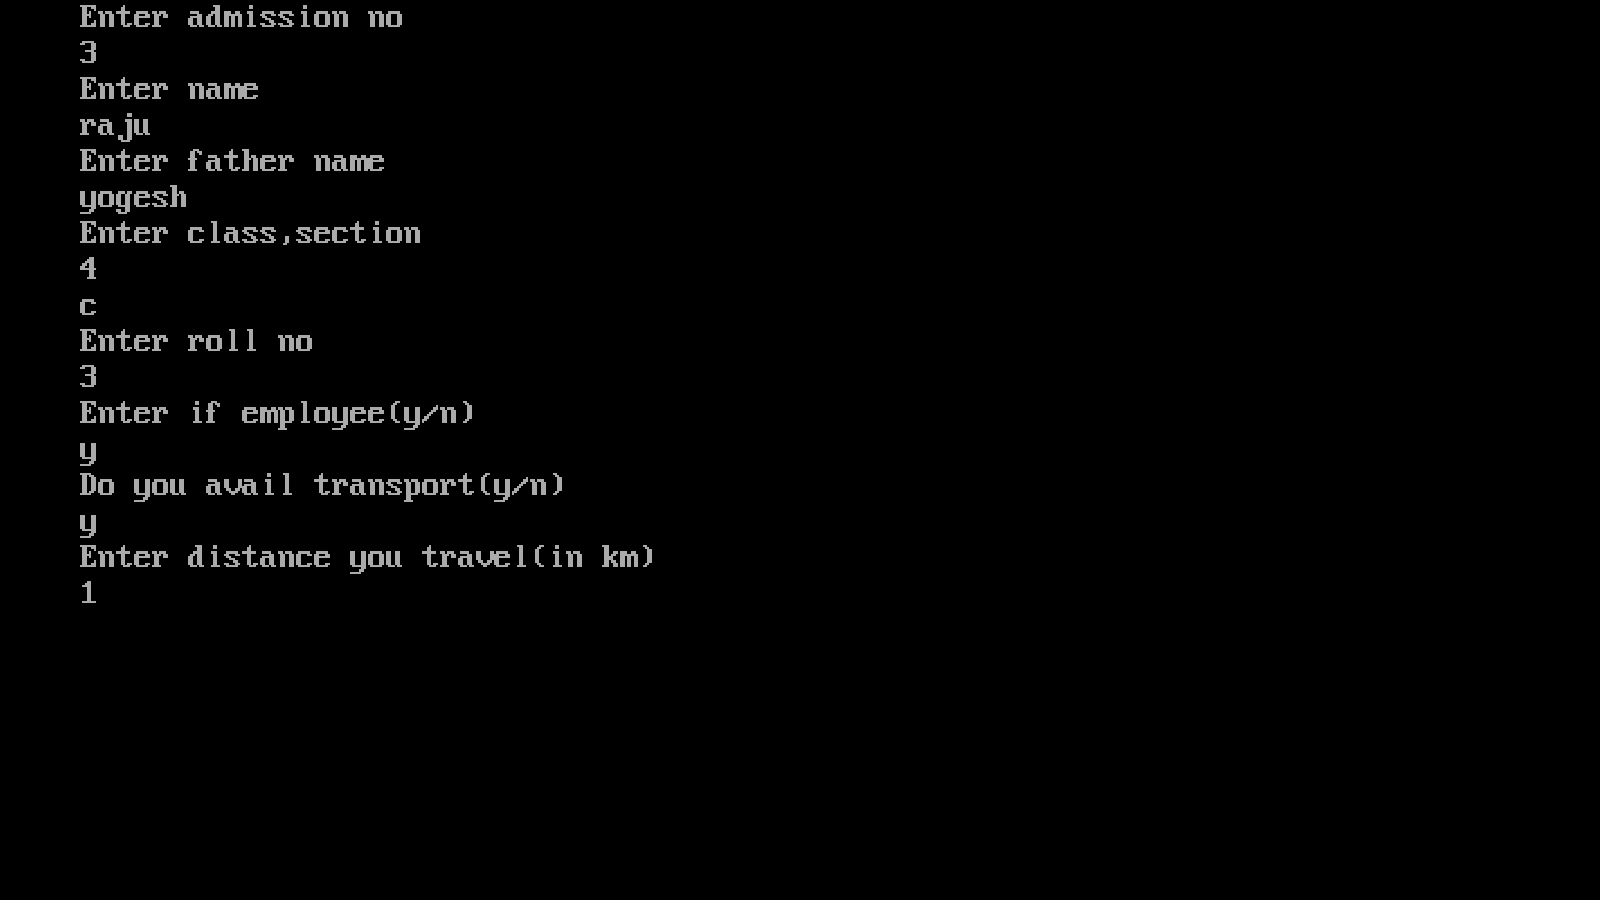 Enter admission no
3
Enter name
raju
Enter father name
yogesh
Enter class,section
4
c
Enter roll no
3
Enter if employee(y/n)
y
Do you avail transport(y/n)
y
Enter distance you travel(in km)
1